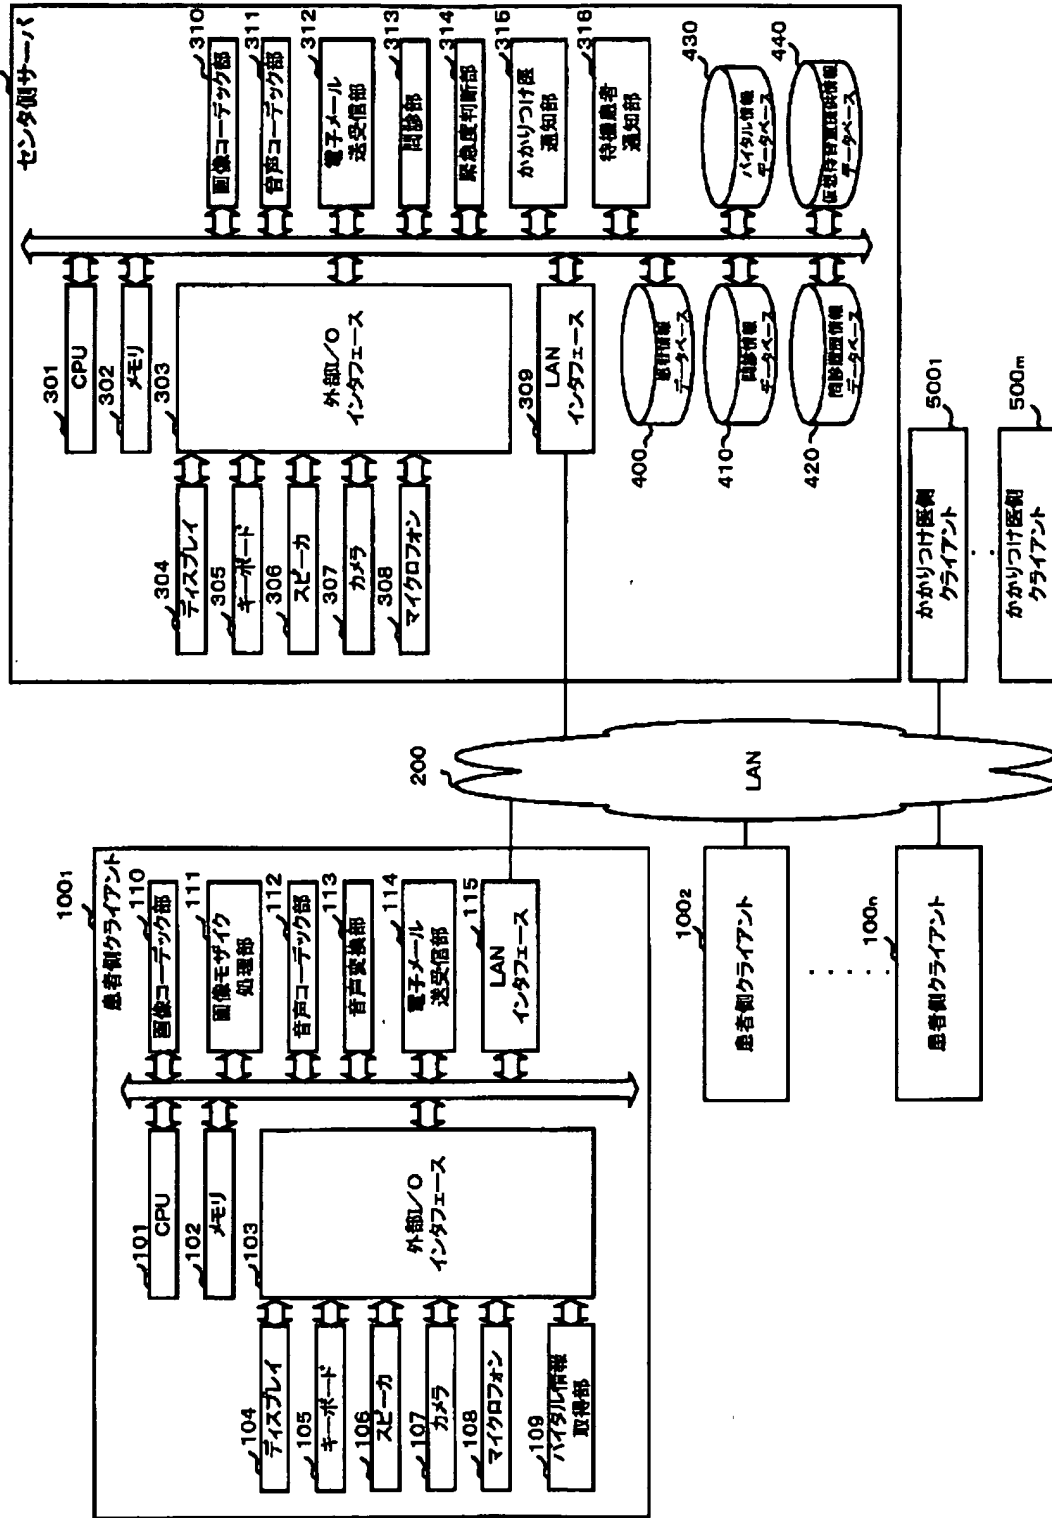 センタ側サーバ
301
CPU
302
メモリ
303
外部I/O
インタフェース
304
ディスプレイ
305
キーボード
306
スピーカ
307
カメラ
308
マイクロフォン
309
LAN
インタフェース
310
画像コーデック部
311
音声コーデック部
312
電子メール
送受信部
313
問診部
314
緊急度判断部
315
かかりつけ医
通知部
316
待機患者
通知部
400
患者情報
データベース
410
問診情報
データベース
420
問診履歴情報
データベース
430
バイタル情報
データベース
440
データベース
500₁
かかりつけ医側
クライアント
500m
かかりつけ医側
クライアント
200
LAN
100₁
患者側クライアント
101
CPU
102
メモリ
103
外部I/O
インタフェース
104
ディスプレイ
105
キーボード
106
スピーカ
107
カメラ
108
マイクロフォン
109
バイタル情報
取得部
110
画像コーデック部
111
画像モザイク
処理部
112
音声コーデック部
113
音声変換部
114
電子メール
送受信部
115
LAN
インタフェース
100₂
患者側クライアント
100n
患者側クライアント